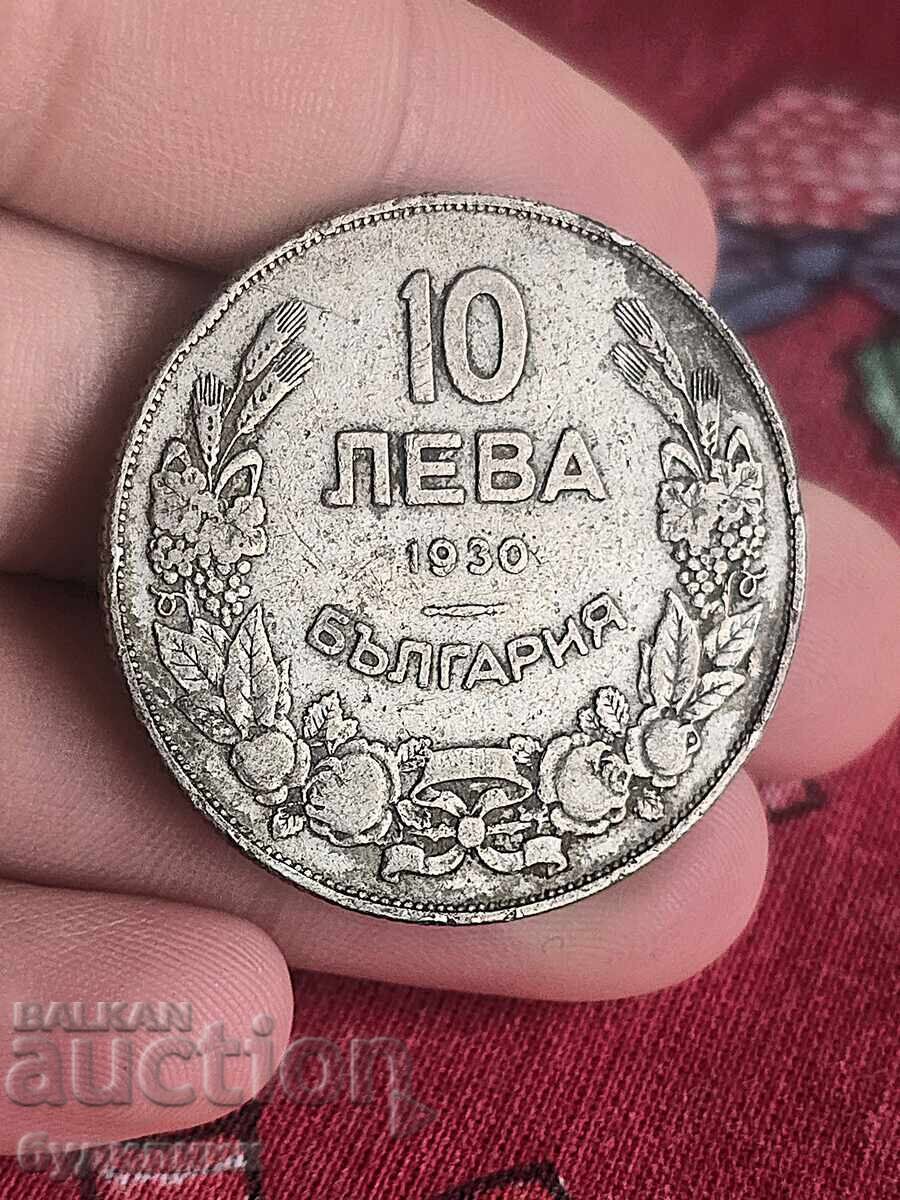 10
ЛЕВА
1930
БЪЛГАРИЯ
BALKAN
auction